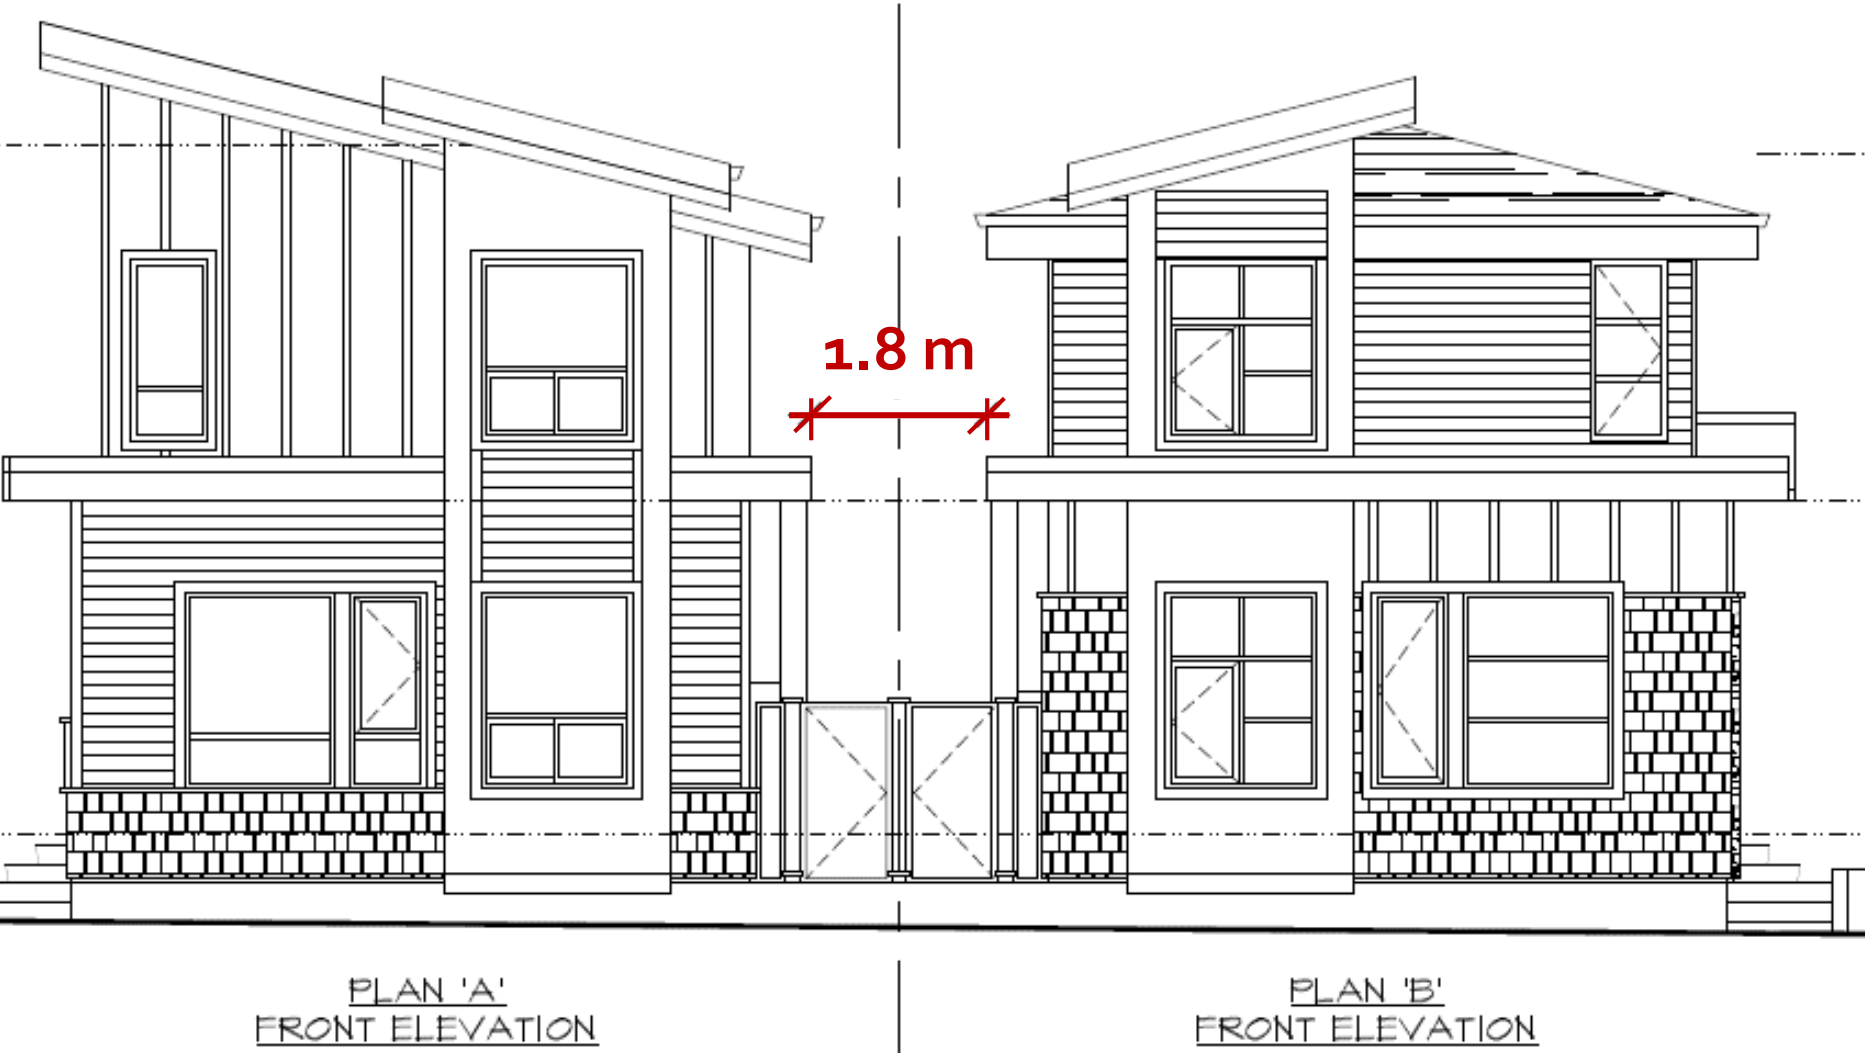 1.8 m
PLAN 'A'
FRONT ELEVATION
PLAN 'B'
FRONT ELEVATION